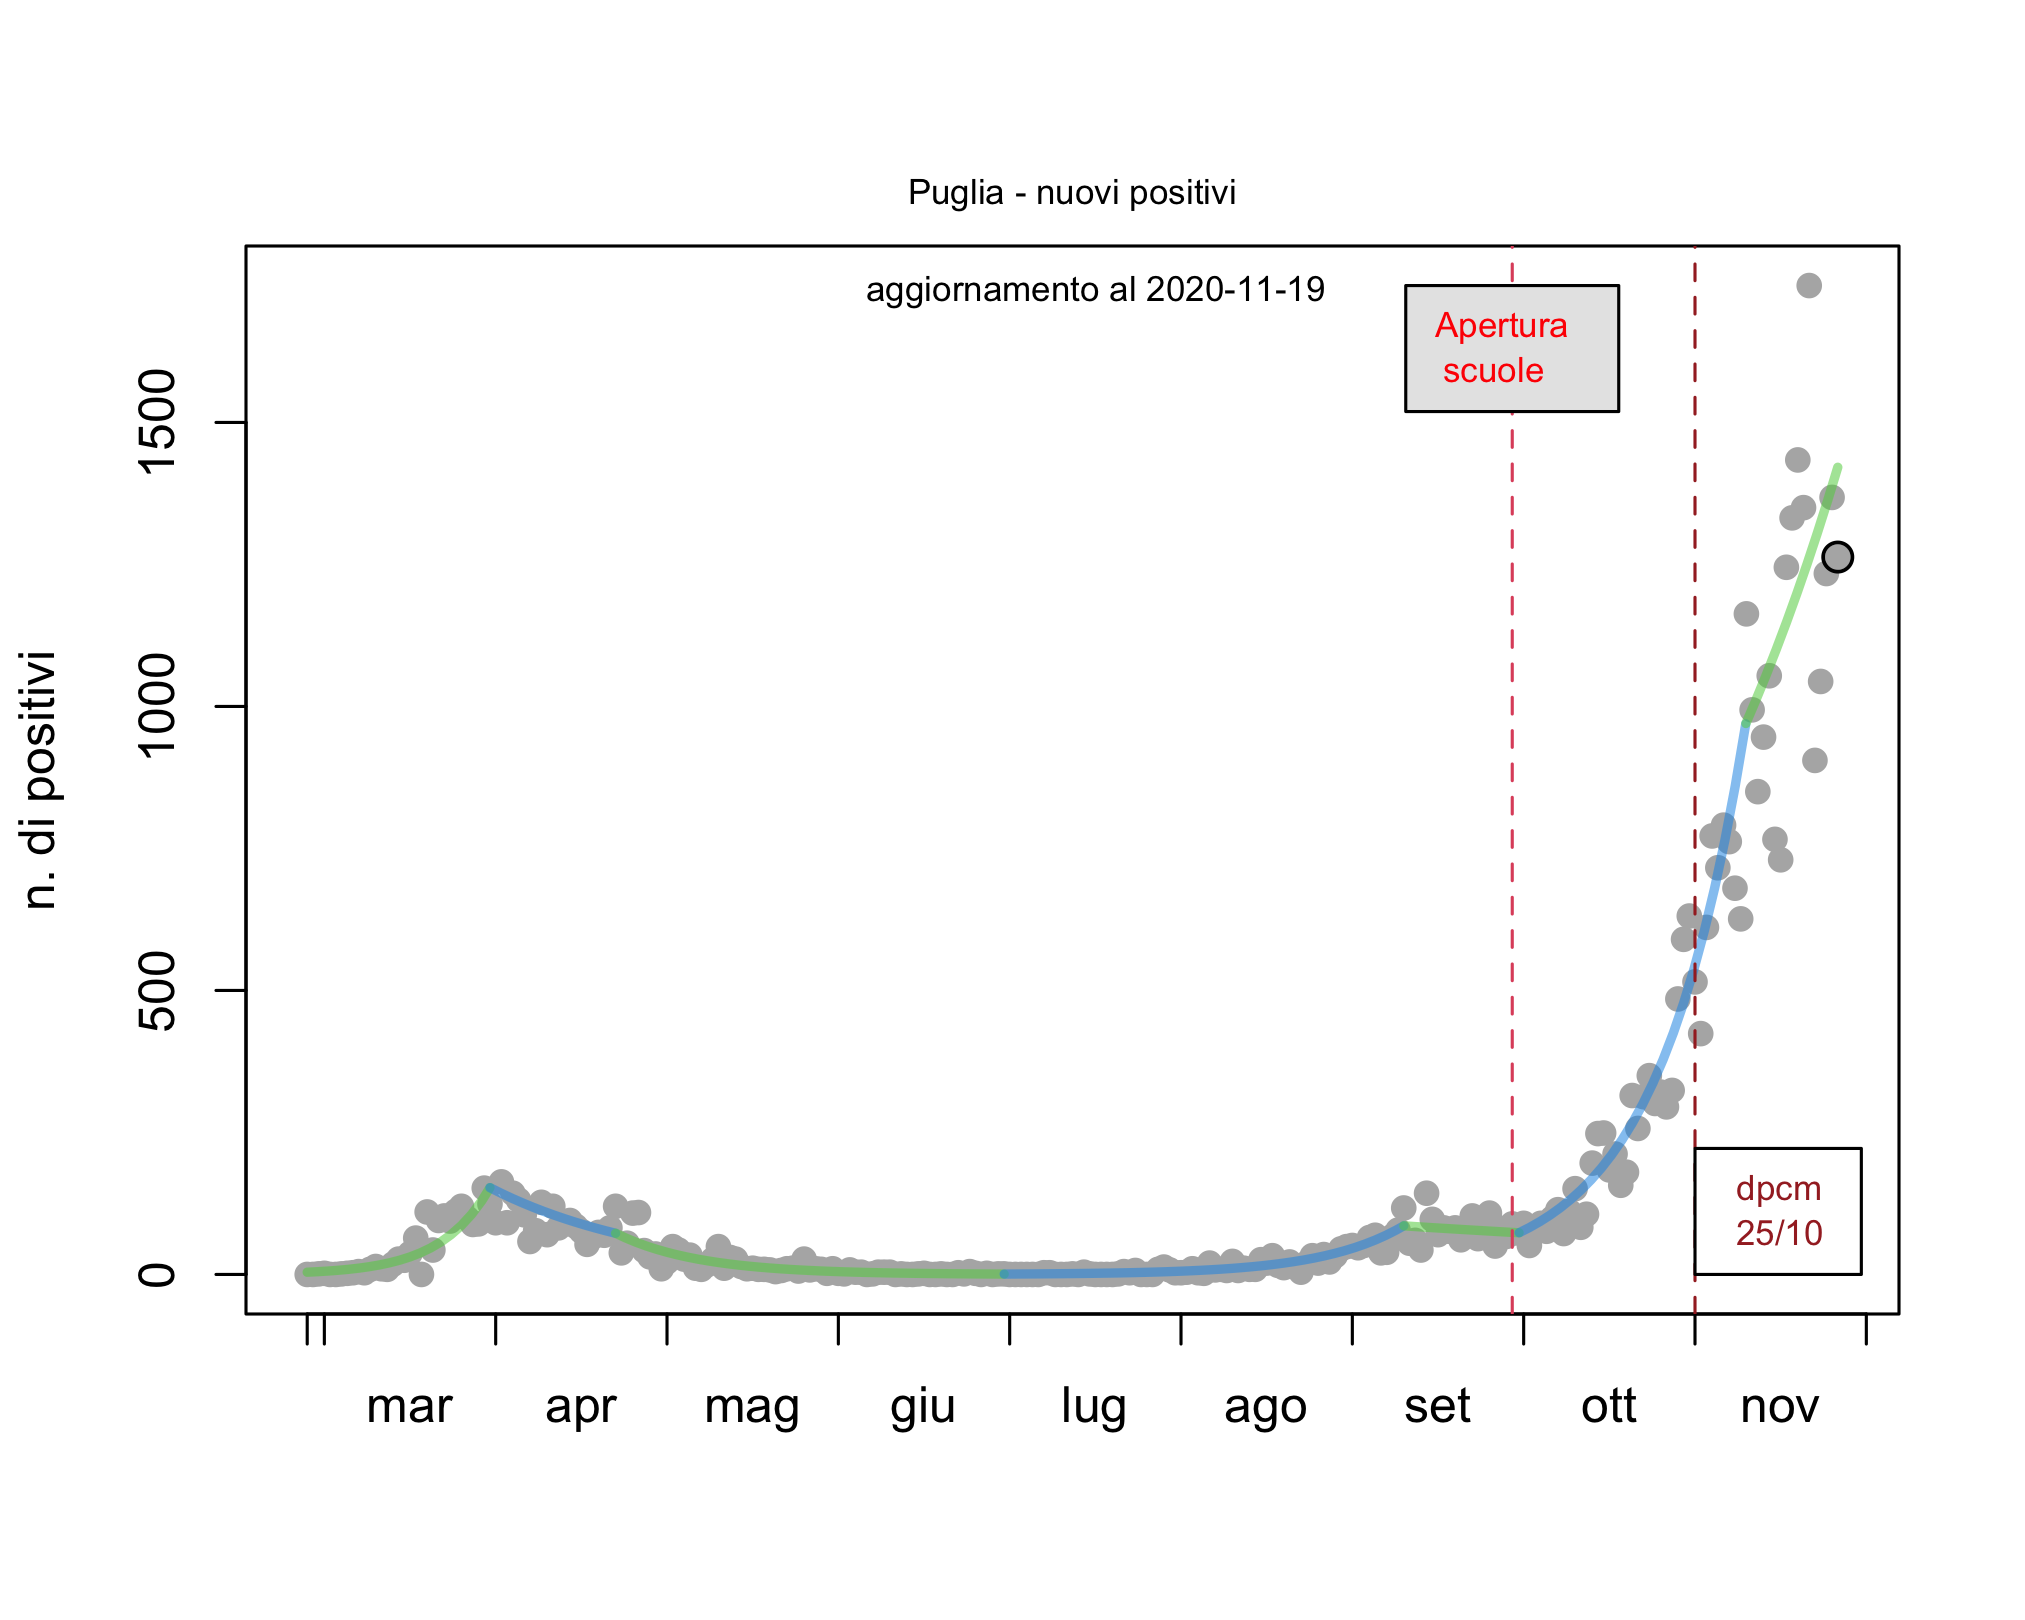 Puglia - nuovi positivi
aggiornamento al 2020-11-19
Apertura
scuole
n. di positivi
1500
1000
500
0
dpcm
25/10
mar apr mag giu lug ago set ott nov